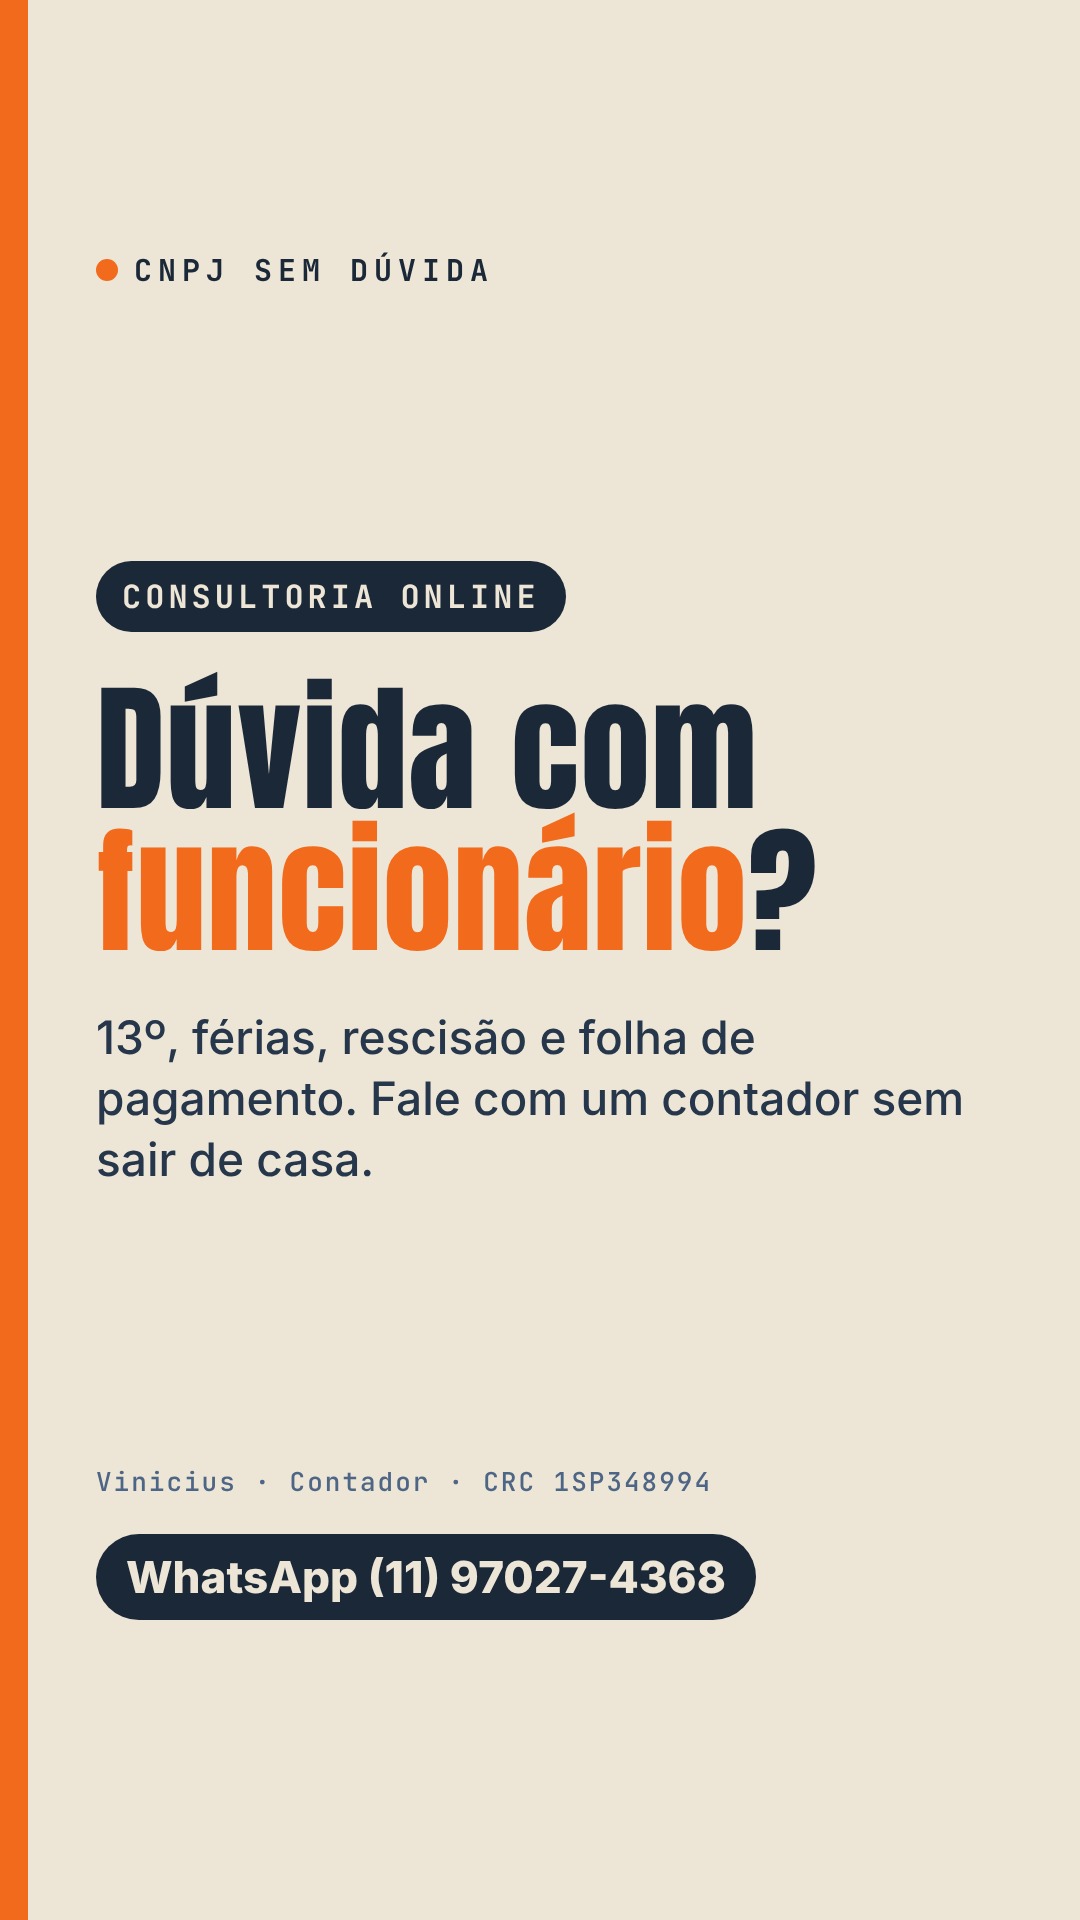 CNPJ SEM DÚVIDA
CONSULTORIA ONLINE
Dúvida com
funcionário?
13º, férias, rescisão e folha de
pagamento. Fale com um contador sem
sair de casa.
Vinicius · Contador · CRC 1SP348994
WhatsApp (11) 97027-4368